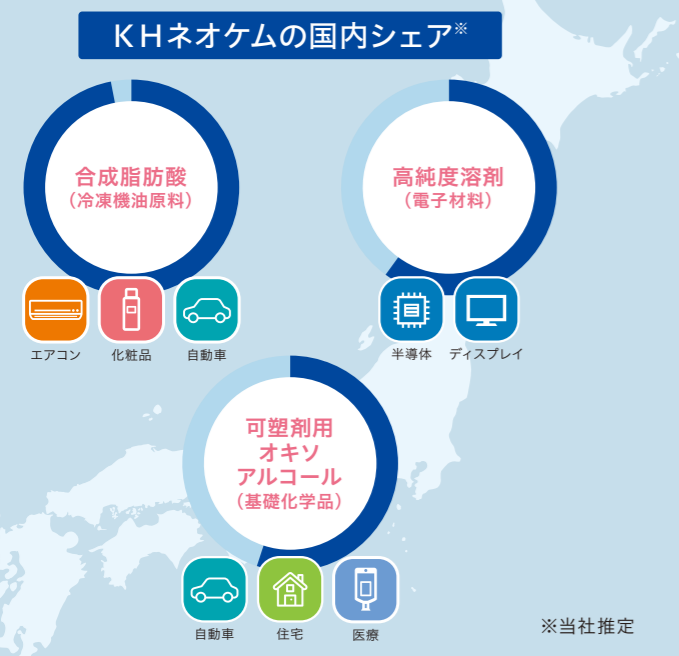 KHネオケムの国内シェア※
合成脂肪酸
（冷凍機油原料）
エアコン
化粧品
自動車
高純度溶剤
（電子材料）
半導体
ディスプレイ
可塑剤用
オキソ
アルコール
（基礎化学品）
自動車
住宅
医療
※当社推定